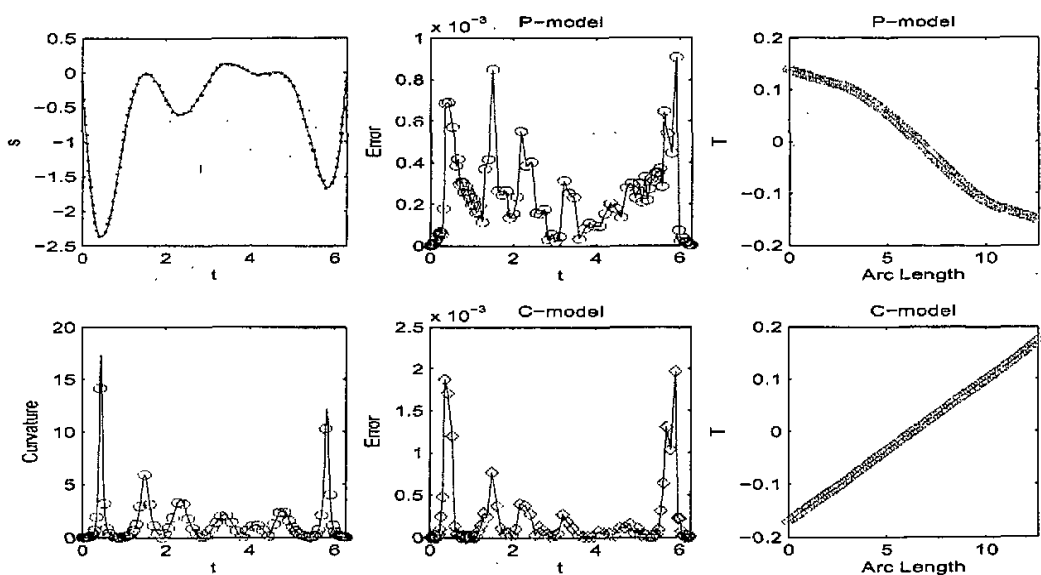 × 10⁻³ P-model P-model
0 -0.5 -1 -1.5 -2 -2.5
s
0 2 4 6
1 0.8 0.6 0.4 0.2 0
Error
0 2 4 6
t
0.2 0.1 0 -0.1 -0.2
T
0 5 10
Arc Length
20 15 10 5 0
Curvature
0 2 4 6
t
× 10⁻³ C-model
2.5 2 1.5 1 0.5 0
Error
0 2 4 6
t
C-model
0.2 0.1 0 -0.1 -0.2
T
0 5 10
Arc Length